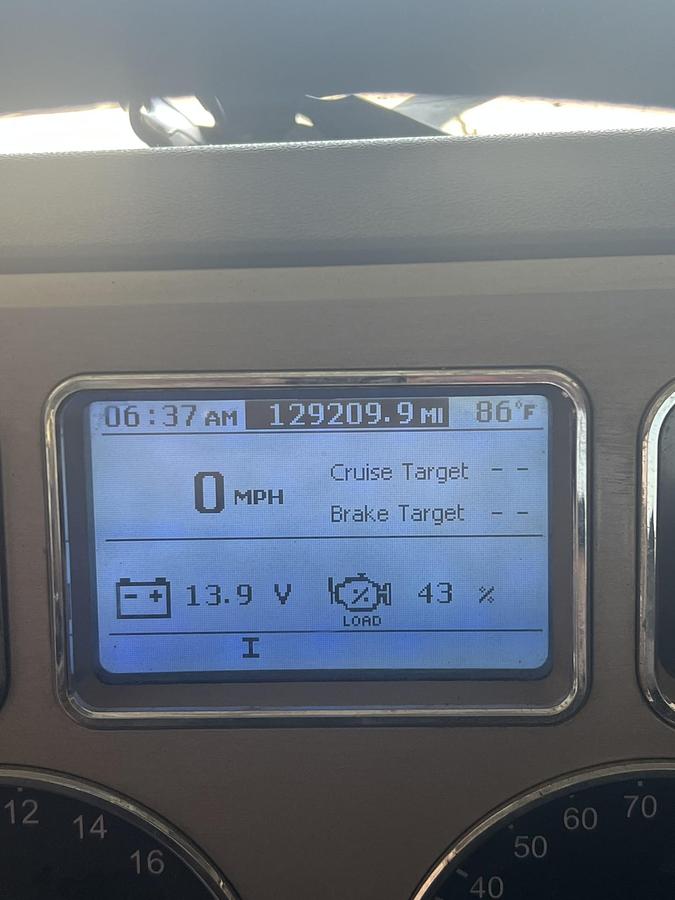 06:37 AM 129209.9 MI 86°F
0 MPH
Cruise Target --
Brake Target --
- + 13.9 V % 43 %
LOAD
I
12 14 16
40 50 60 70